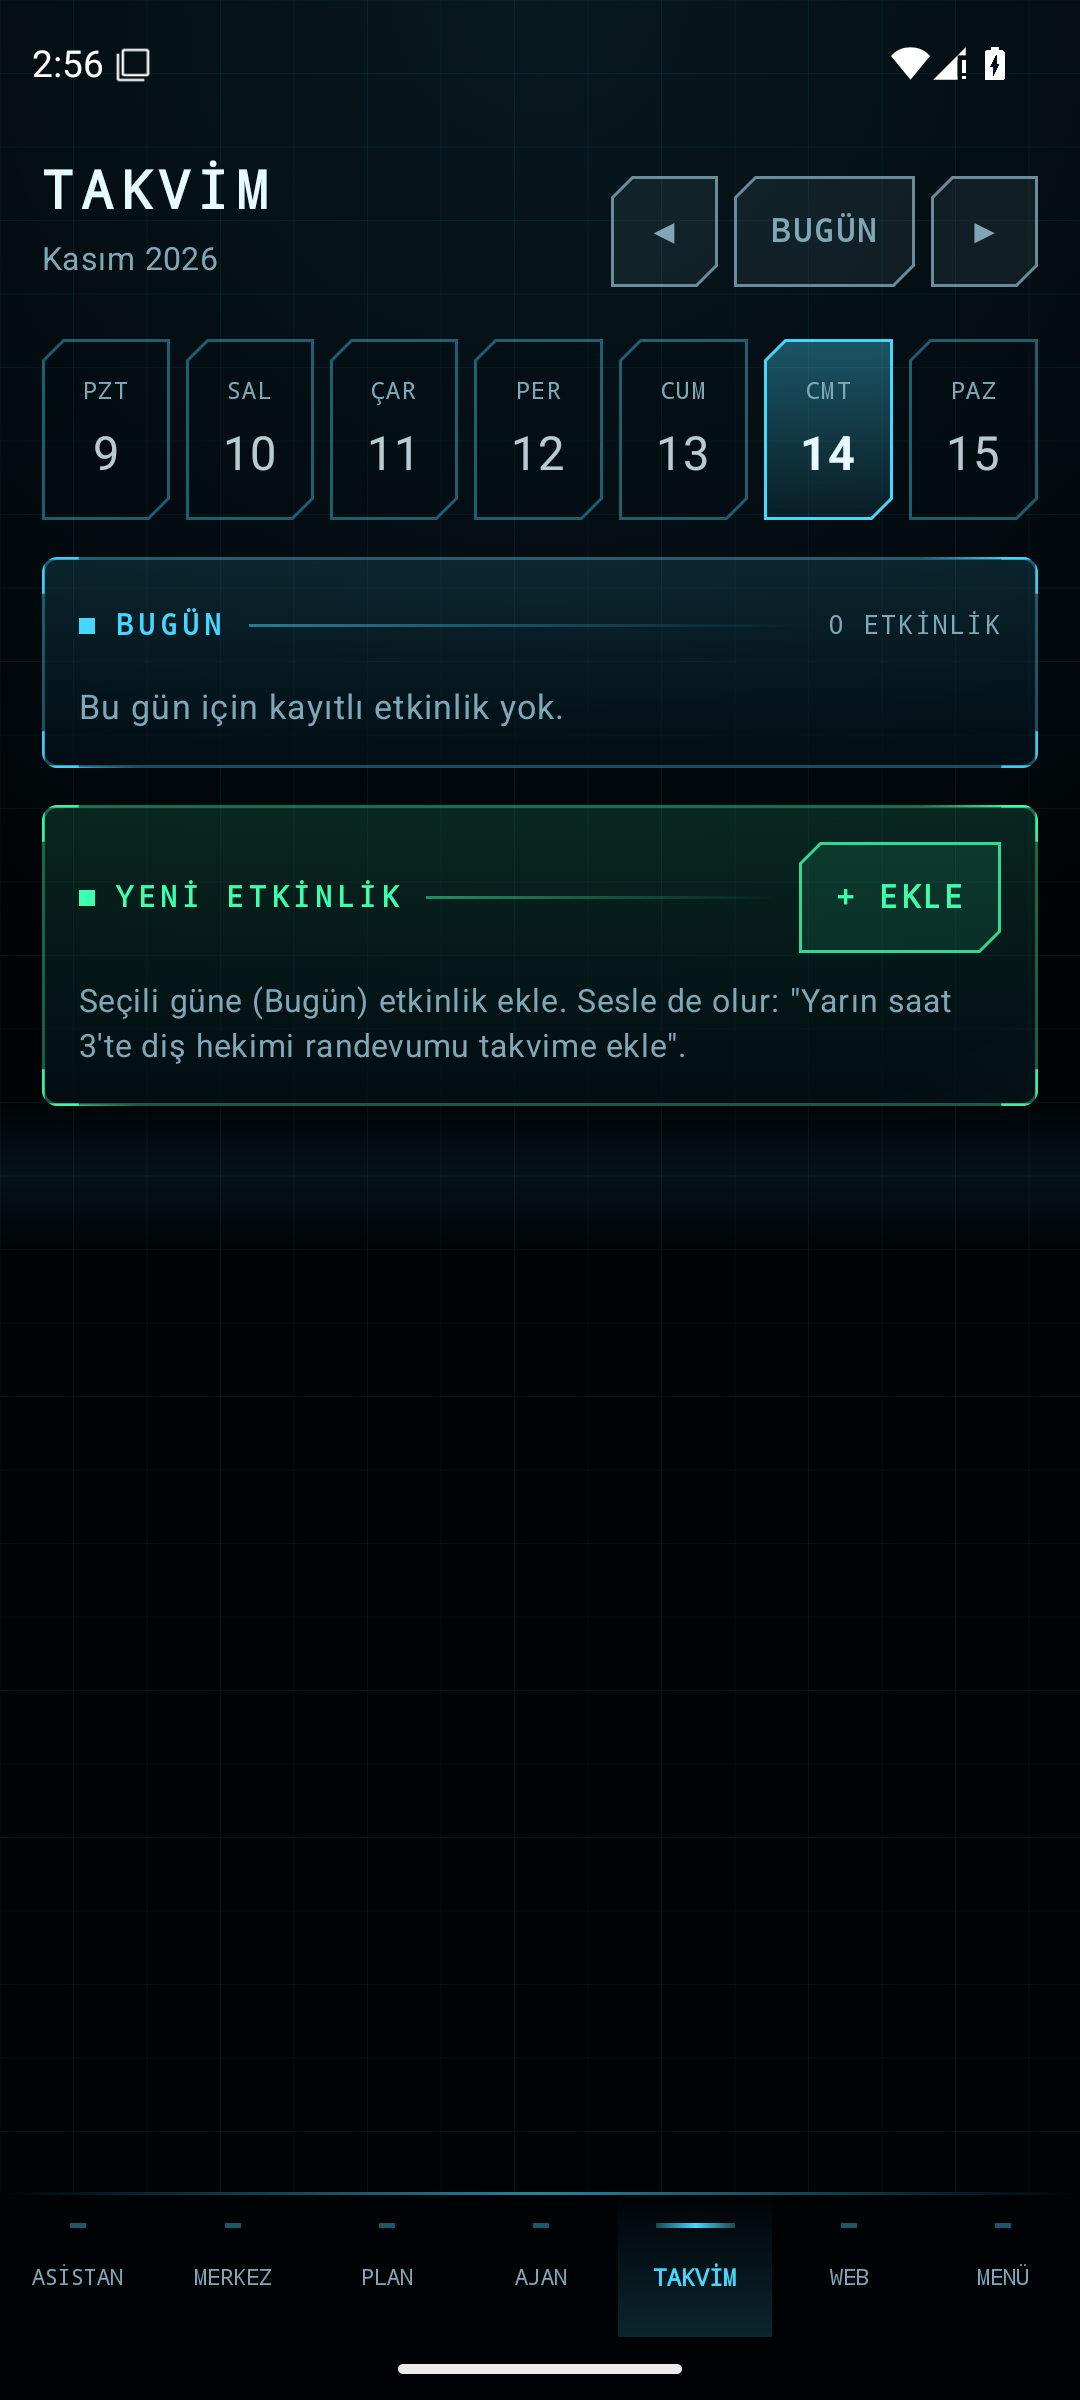 2:56
TAKVİM
Kasım 2026
◀ BUGÜN ▶
PZT SAL ÇAR PER CUM CMT PAZ
9 10 11 12 13 14 15
BUGÜN 0 ETKİNLİK
Bu gün için kayıtlı etkinlik yok.
YENİ ETKİNLİK + EKLE
Seçili güne (Bugün) etkinlik ekle. Sesle de olur: "Yarın saat
3'te diş hekimi randevumu takvime ekle".
ASİSTAN MERKEZ PLAN AJAN TAKVİM WEB MENÜ